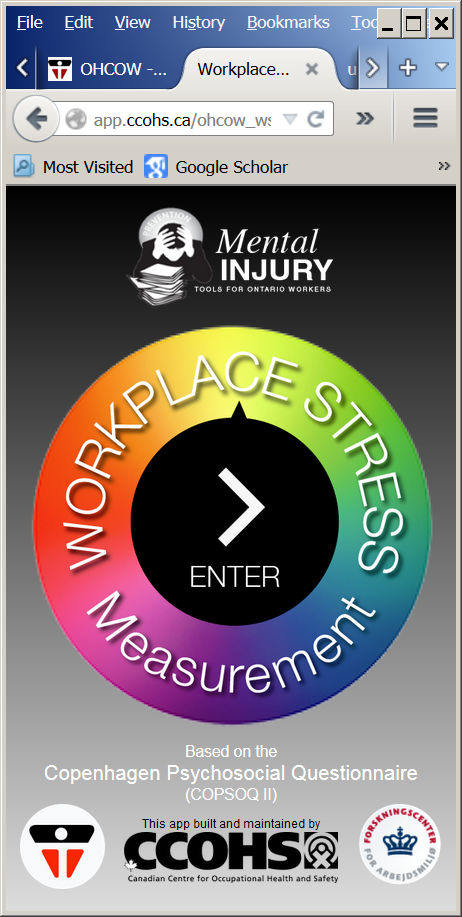 File Edit View History Bookmarks
OHCOW -... Workplace...
app.ccohs.ca/ohcow_ws
Most Visited Google Scholar
PREVENTION
Mental
INJURY
TOOLS FOR ONTARIO WORKERS
WORKPLACE STRESS
ENTER
Measurement
Based on the
Copenhagen Psychosocial Questionnaire
(COPSOQ II)
This app built and maintained by
CCOHS
Canadian Centre for Occupational Health and Safety
FORSKNINGSCENTER
FOR ARBEJDSMILJØ